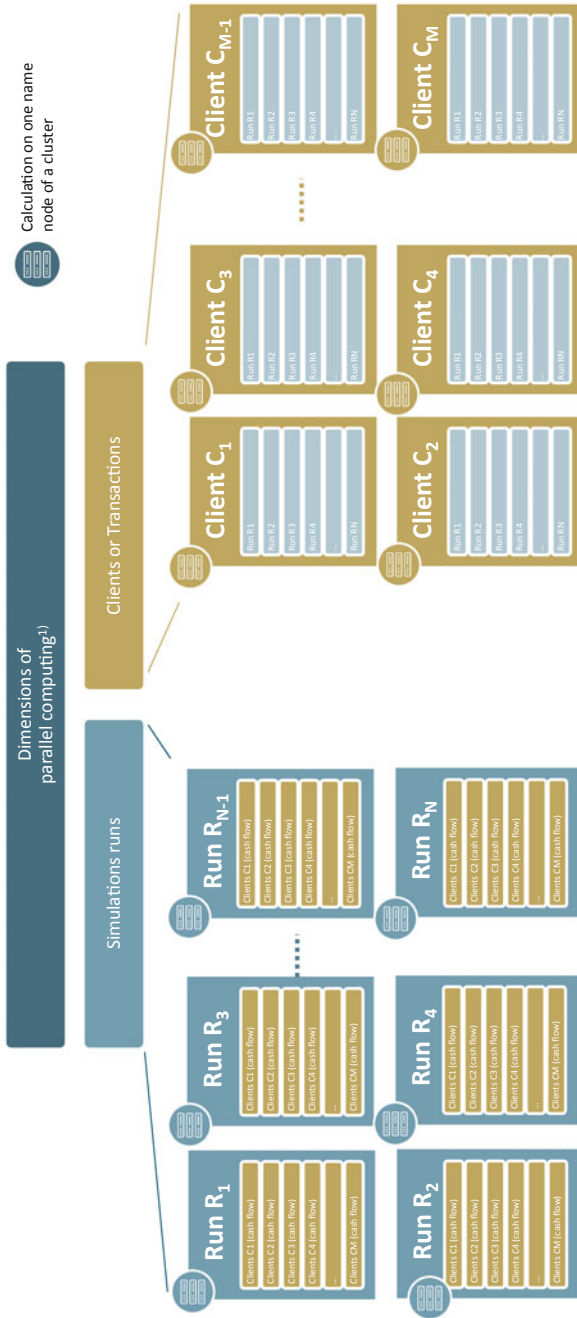 Calculation on one name
node of a cluster
Dimensions of
parallel computing1)
Simulations runs
Clients or Transactions
Run R1
Clients C1 (cash flow)
Clients C2 (cash flow)
Clients C3 (cash flow)
Clients C4 (cash flow)
...
Clients CM (cash flow)
Run R3
Clients C1 (cash flow)
Clients C2 (cash flow)
Clients C3 (cash flow)
Clients C4 (cash flow)
...
Clients CM (cash flow)
Run RN-1
Clients C1 (cash flow)
Clients C2 (cash flow)
Clients C3 (cash flow)
Clients C4 (cash flow)
...
Clients CM (cash flow)
Run R2
Clients C1 (cash flow)
Clients C2 (cash flow)
Clients C3 (cash flow)
Clients C4 (cash flow)
...
Clients CM (cash flow)
Run R4
Clients C1 (cash flow)
Clients C2 (cash flow)
Clients C3 (cash flow)
Clients C4 (cash flow)
...
Clients CM (cash flow)
Run RN
Clients C1 (cash flow)
Clients C2 (cash flow)
Clients C3 (cash flow)
Clients C4 (cash flow)
...
Clients CM (cash flow)
Client C1
Run R1
Run R2
Run R3
Run R4
...
Run RN
Client C3
Run R1
Run R2
Run R3
Run R4
...
Run RN
Client CM-1
Run R1
Run R2
Run R3
Run R4
...
Run RN
Client C2
Run R1
Run R2
Run R3
Run R4
...
Run RN
Client C4
Run R1
Run R2
Run R3
Run R4
...
Run RN
Client CM
Run R1
Run R2
Run R3
Run R4
...
Run RN